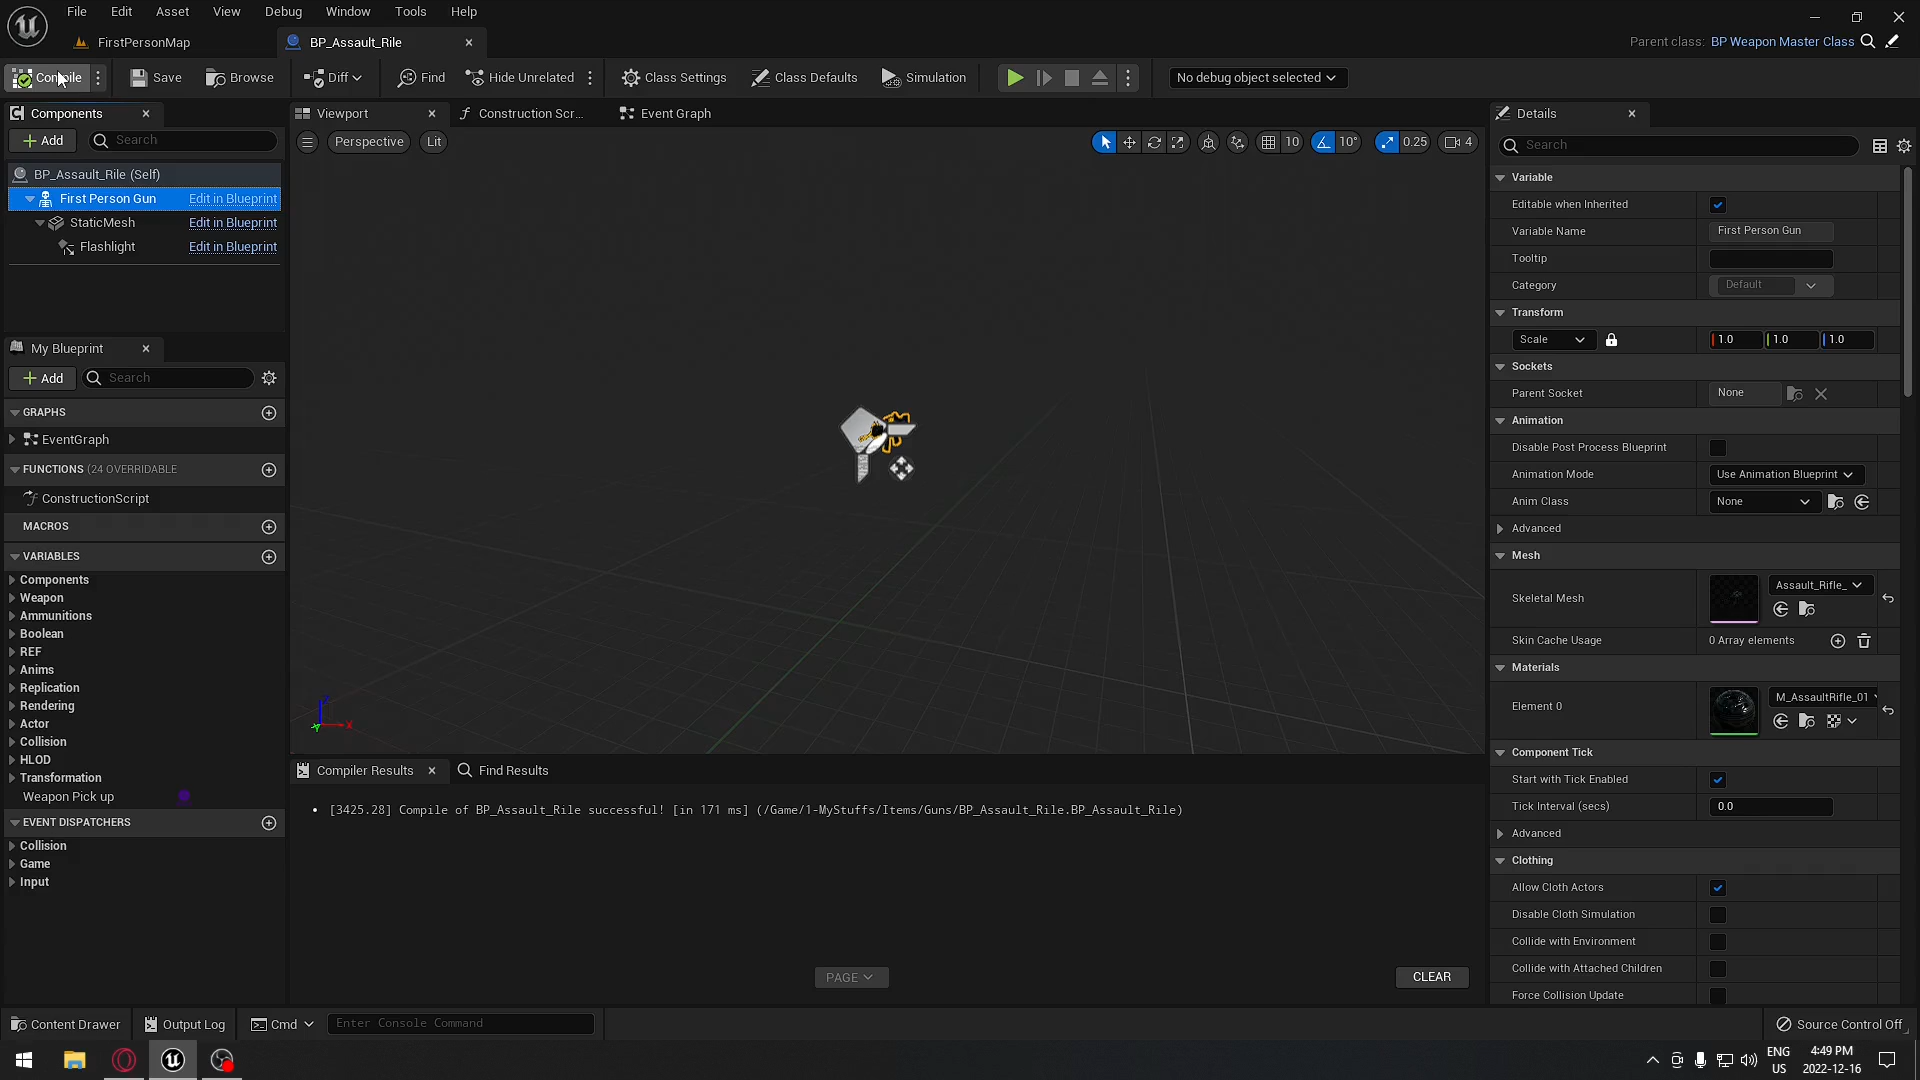 File Edit Asset View Debug Window Tools Help
FirstPersonMap
BP_Assault_Rile
Parent class: BP Weapon Master Class
Compile
Save
Browse
Diff
Find
Hide Unrelated
Class Settings
Class Defaults
Simulation
No debug object selected
Components
Add
Search
BP_Assault_Rile (Self)
First Person Gun Edit in Blueprint
StaticMesh Edit in Blueprint
Flashlight Edit in Blueprint
My Blueprint
Add
Search
GRAPHS
EventGraph
FUNCTIONS (24 OVERRIDABLE
ConstructionScript
MACROS
VARIABLES
Components
Weapon
Ammunitions
Boolean
REF
Anims
Replication
Rendering
Actor
Collision
HLOD
Transformation
Weapon Pick up
EVENT DISPATCHERS
Collision
Game
Input
Viewport
Construction Scr...
Event Graph
Perspective
Lit
10
10°
0.25
4
Z
X
Compiler Results
Find Results
• [3425.28] Compile of BP_Assault_Rile successful! [in 171 ms] (/Game/1-MyStuffs/Items/Guns/BP_Assault_Rile.BP_Assault_Rile)
PAGE
CLEAR
Details
Search
Variable
Editable when Inherited
Variable Name First Person Gun
Tooltip
Category Default
Transform
Scale 1.0 1.0 1.0
Sockets
Parent Socket None
Animation
Disable Post Process Blueprint
Animation Mode Use Animation Blueprint
Anim Class None
Advanced
Mesh
Skeletal Mesh Assault_Rifle_
Skin Cache Usage 0 Array elements
Materials
Element 0 M_AssaultRifle_01
Component Tick
Start with Tick Enabled
Tick Interval (secs) 0.0
Advanced
Clothing
Allow Cloth Actors
Disable Cloth Simulation
Collide with Environment
Collide with Attached Children
Force Collision Update
Content Drawer
Output Log
Cmd
Enter Console Command
Source Control Off
ENG
US
4:49 PM
2022-12-16